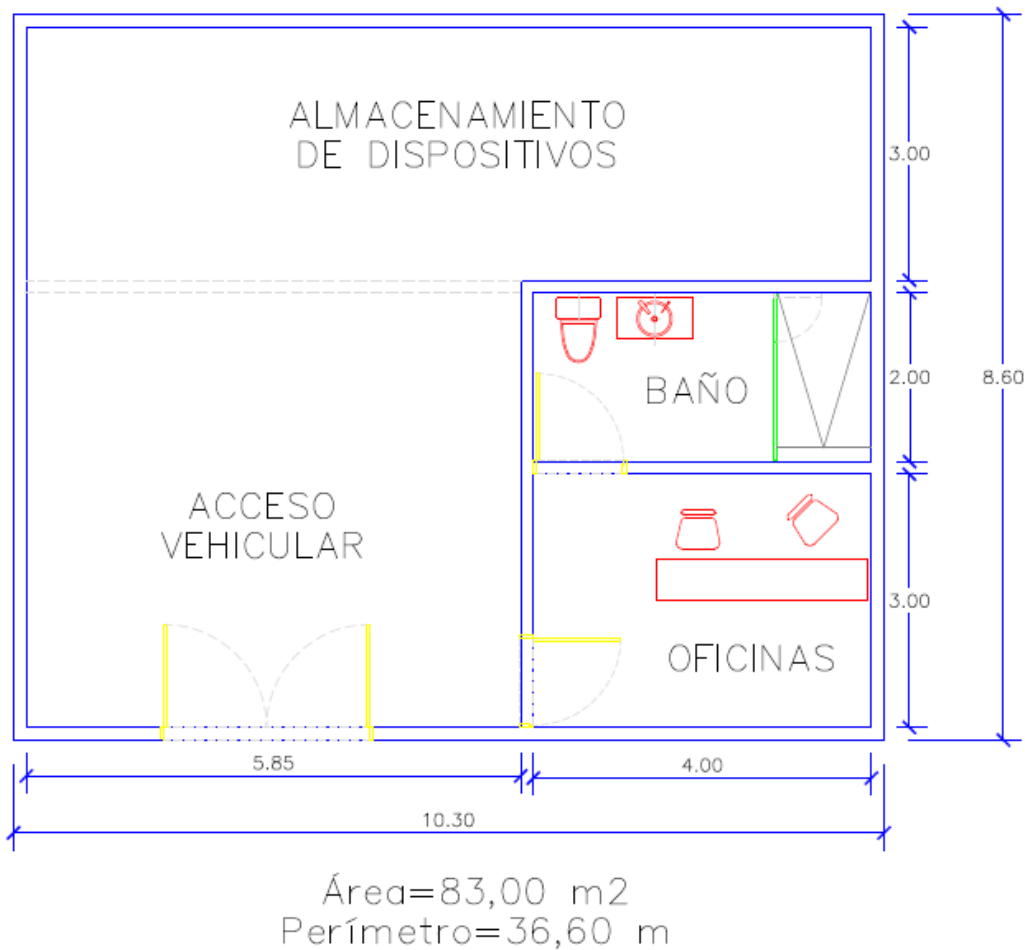 ALMACENAMIENTO
DE DISPOSITIVOS
3.00
2.00
8.60
BAÑO
ACCESO
VEHICULAR
3.00
OFICINAS
5.85
4.00
10.30
Área=83,00 m2
Perímetro=36,60 m